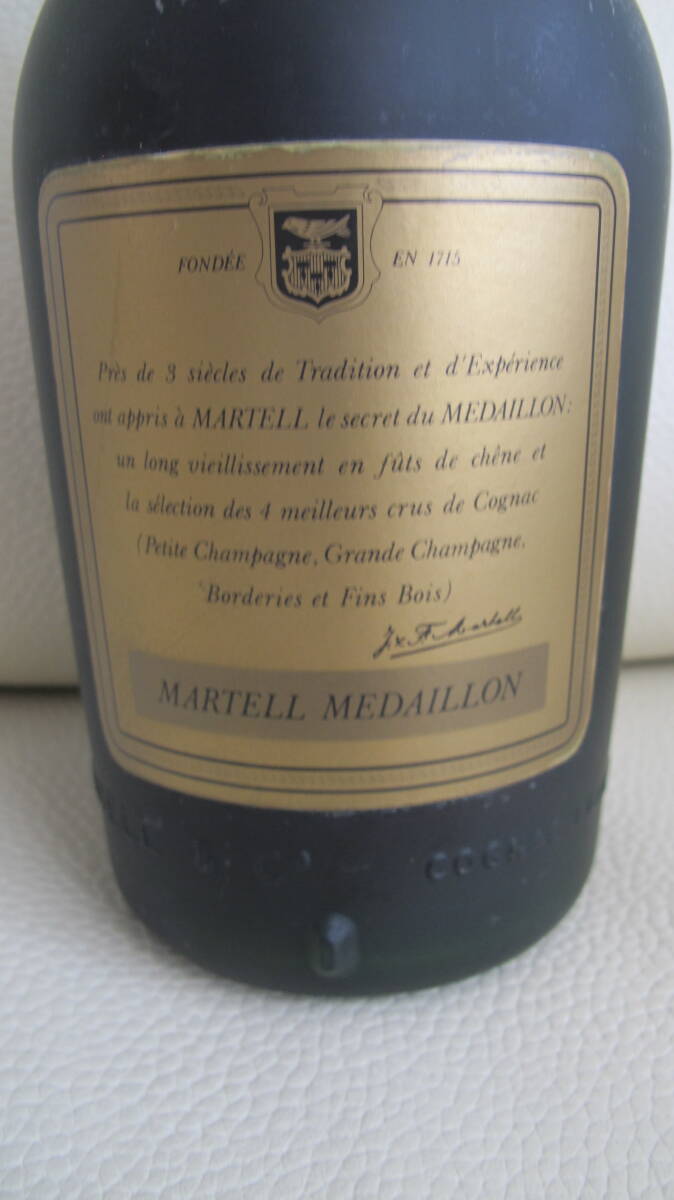 FONDÉE EN 1715
Près de 3 siècles de Tradition et d'Expérience
ont appris à MARTELL le secret du MEDAILLON:
un long vieillissement en fûts de chêne et
la sélection des 4 meilleurs crus de Cognac
(Petite Champagne, Grande Champagne,
Borderies et Fins Bois)
J & F Martell
MARTELL MEDAILLON